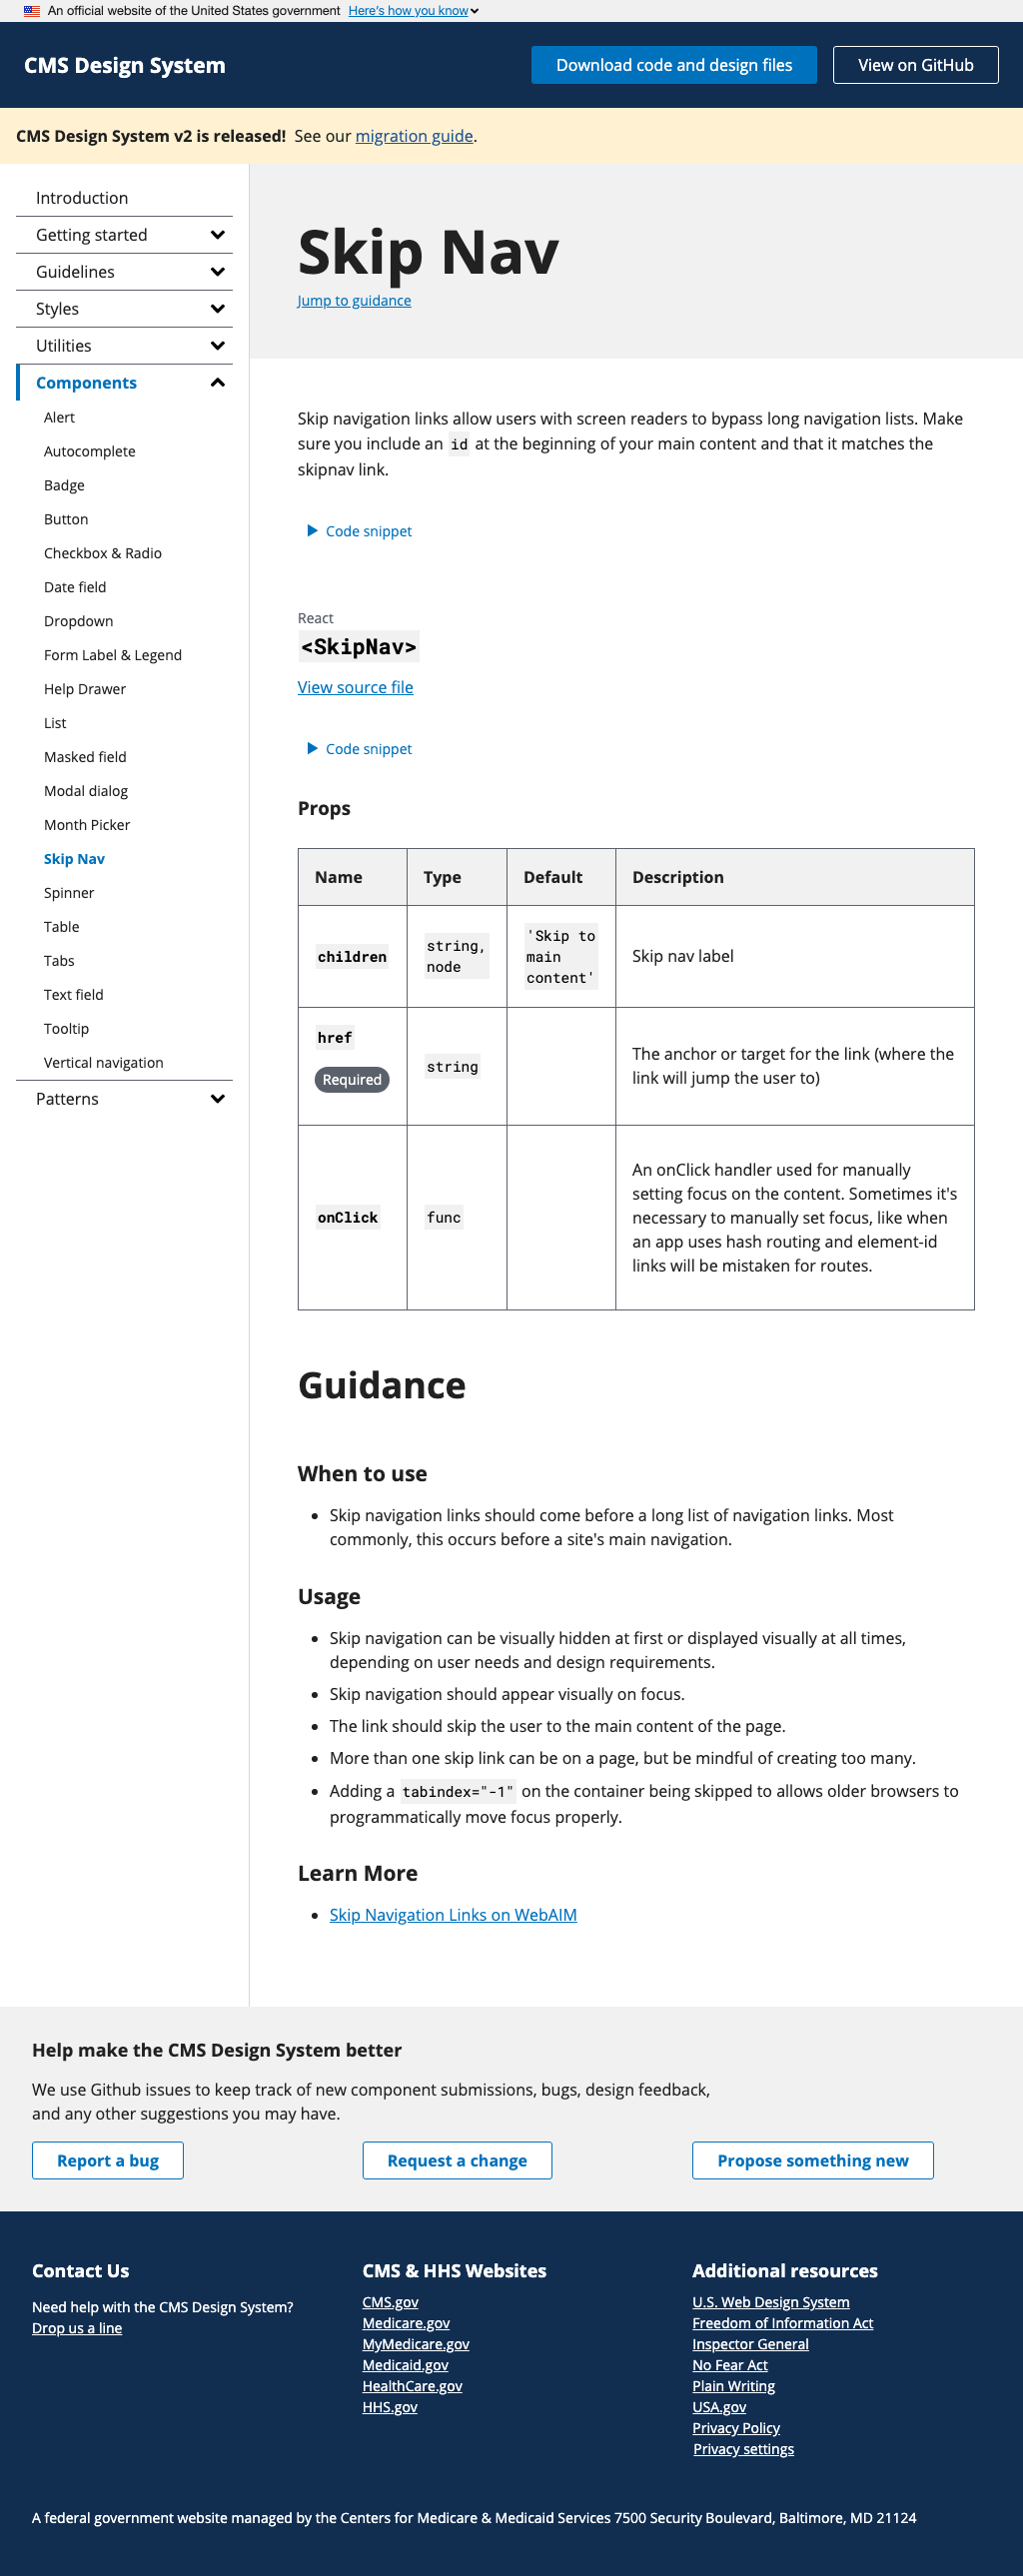 An official website of the United States government Here's how you know
CMS Design System
Download code and design files
View on GitHub
CMS Design System v2 is released! See our migration guide.
Introduction
Getting started
Guidelines
Styles
Utilities
Components
Alert
Autocomplete
Badge
Button
Checkbox & Radio
Date field
Dropdown
Form Label & Legend
Help Drawer
List
Masked field
Modal dialog
Month Picker
Skip Nav
Spinner
Table
Tabs
Text field
Tooltip
Vertical navigation
Patterns
Skip Nav
Jump to guidance
Skip navigation links allow users with screen readers to bypass long navigation lists. Make
sure you include an id at the beginning of your main content and that it matches the
skipnav link.
Code snippet
React
<SkipNav>
View source file
Code snippet
Props
Name Type Default Description
children
string,
node
'Skip to
main
content'
Skip nav label
href
Required
string
The anchor or target for the link (where the
link will jump the user to)
onClick
func
An onClick handler used for manually
setting focus on the content. Sometimes it's
necessary to manually set focus, like when
an app uses hash routing and element-id
links will be mistaken for routes.
Guidance
When to use
Skip navigation links should come before a long list of navigation links. Most
commonly, this occurs before a site's main navigation.
Usage
Skip navigation can be visually hidden at first or displayed visually at all times,
depending on user needs and design requirements.
Skip navigation should appear visually on focus.
The link should skip the user to the main content of the page.
More than one skip link can be on a page, but be mindful of creating too many.
Adding a tabindex="-1" on the container being skipped to allows older browsers to
programmatically move focus properly.
Learn More
Skip Navigation Links on WebAIM
Help make the CMS Design System better
We use Github issues to keep track of new component submissions, bugs, design feedback,
and any other suggestions you may have.
Report a bug
Request a change
Propose something new
Contact Us
Need help with the CMS Design System?
Drop us a line
CMS & HHS Websites
CMS.gov
Medicare.gov
MyMedicare.gov
Medicaid.gov
HealthCare.gov
HHS.gov
Additional resources
U.S. Web Design System
Freedom of Information Act
Inspector General
No Fear Act
Plain Writing
USA.gov
Privacy Policy
Privacy settings
A federal government website managed by the Centers for Medicare & Medicaid Services 7500 Security Boulevard, Baltimore, MD 21124